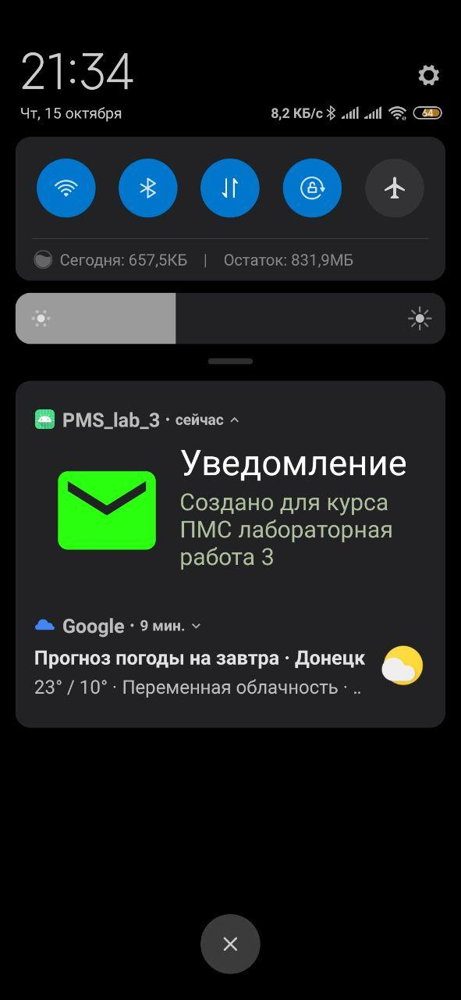 21:34
Чт, 15 октября
8,2 КБ/с
64
Сегодня: 657,5КБ | Остаток: 831,9МБ
PMS_lab_3 · сейчас
Уведомление
Создано для курса
ПМС лабораторная
работа 3
Google · 9 мин.
Прогноз погоды на завтра · Донецк
23° / 10° · Переменная облачность · ..